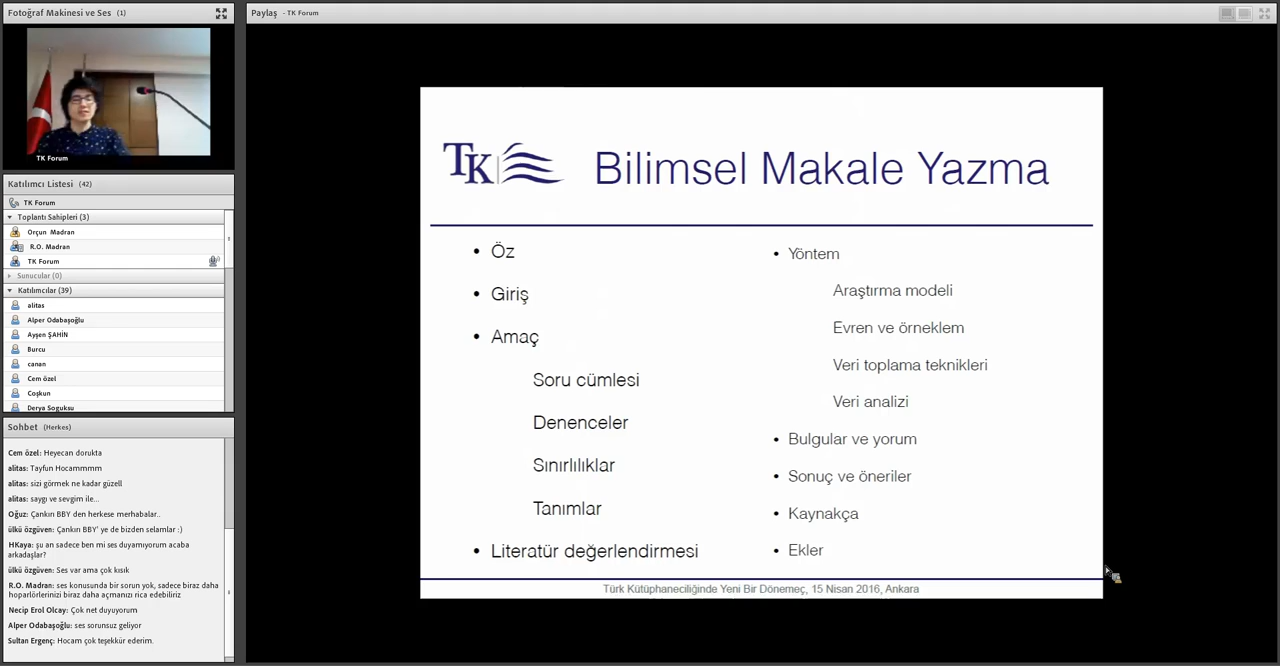 Fotoğraf Makinesi ve Ses (1)
TK Forum
Katılımcı Listesi (42)
TK Forum
Toplantı Sahipleri (3)
Orçun Madran
R.O. Madran
TK Forum
Sunucular (0)
Katılımcılar (39)
alitas
Alper Odabaşoğlu
Ayşen ŞAHİN
Burcu
canan
Cem özel
Coşkun
Derya Soguksu
Sohbet (Herkes)
Cem özel: Heyecan dorukta
alitas: Tayfun Hocammmm
alitas: sizi görmek ne kadar güzell
alitas: saygı ve sevgim ile...
Oğuz: Çankırı BBY den herkese merhabalar..
ülkü özgüven: Çankırı BBY' ye de bizden selamlar :)
HKaya: şu an sadece ben mi ses duyamıyorum acaba
arkadaşlar?
ülkü özgüven: Ses var ama çok kısık
R.O. Madran: ses konusunda bir sorun yok, sadece biraz daha
hoparlörlerinizi biraz daha açmanızı rica edebiliriz
Necip Erol Olcay: Çok net duyuyorum
Alper Odabaşoğlu: ses sorunsuz geliyor
Sultan Ergenç: Hocam çok teşekkür ederim.
Paylaş - TK Forum
TK Bilimsel Makale Yazma
• Öz
• Giriş
• Amaç
Soru cümlesi
Denenceler
Sınırlılıklar
Tanımlar
• Literatür değerlendirmesi
• Yöntem
Araştırma modeli
Evren ve örneklem
Veri toplama teknikleri
Veri analizi
• Bulgular ve yorum
• Sonuç ve öneriler
• Kaynakça
• Ekler
Türk Kütüphaneciliğinde Yeni Bir Dönemeç, 15 Nisan 2016, Ankara